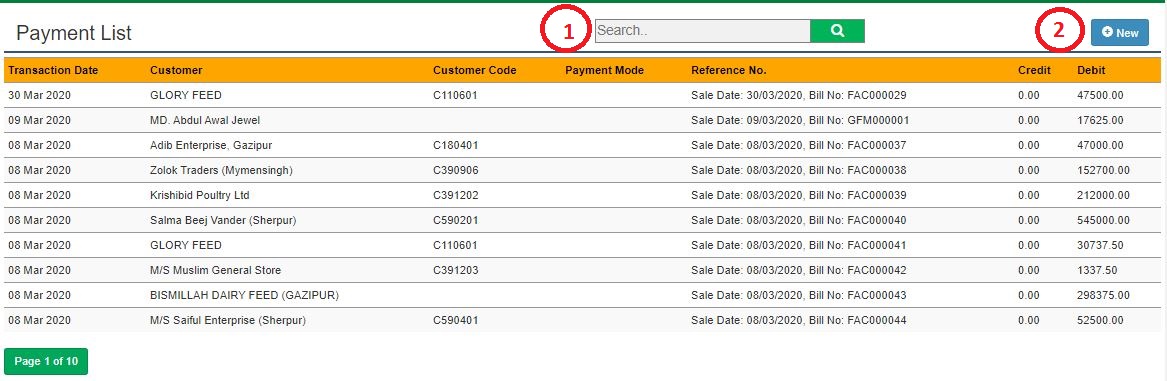 Payment List 1 Search.. 2 New
Transaction Date Customer Customer Code Payment Mode Reference No. Credit Debit
30 Mar 2020 GLORY FEED C110601 Sale Date: 30/03/2020, Bill No: FAC000029 0.00 47500.00
09 Mar 2020 MD. Abdul Awal Jewel Sale Date: 09/03/2020, Bill No: GFM000001 0.00 17625.00
08 Mar 2020 Adib Enterprise, Gazipur C180401 Sale Date: 08/03/2020, Bill No: FAC000037 0.00 47000.00
08 Mar 2020 Zolok Traders (Mymensingh) C390906 Sale Date: 08/03/2020, Bill No: FAC000038 0.00 152700.00
08 Mar 2020 Krishibid Poultry Ltd C391202 Sale Date: 08/03/2020, Bill No: FAC000039 0.00 212000.00
08 Mar 2020 Salma Beej Vander (Sherpur) C590201 Sale Date: 08/03/2020, Bill No: FAC000040 0.00 545000.00
08 Mar 2020 GLORY FEED C110601 Sale Date: 08/03/2020, Bill No: FAC000041 0.00 30737.50
08 Mar 2020 M/S Muslim General Store C391203 Sale Date: 08/03/2020, Bill No: FAC000042 0.00 1337.50
08 Mar 2020 BISMILLAH DAIRY FEED (GAZIPUR) Sale Date: 08/03/2020, Bill No: FAC000043 0.00 298375.00
08 Mar 2020 M/S Saiful Enterprise (Sherpur) C590401 Sale Date: 08/03/2020, Bill No: FAC000044 0.00 52500.00
Page 1 of 10